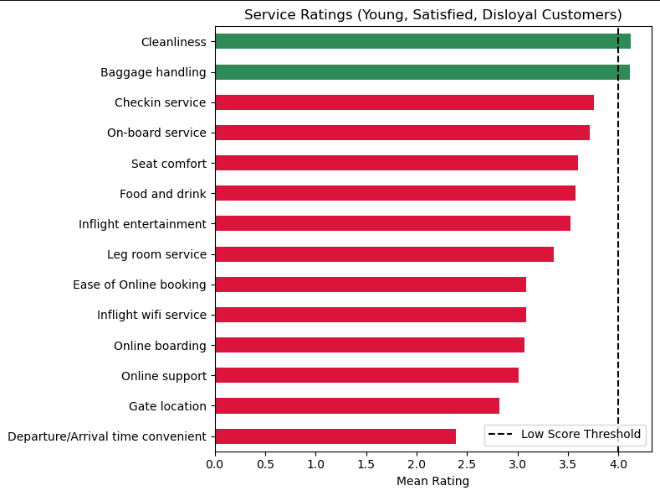 Service Ratings (Young, Satisfied, Disloyal Customers)
Cleanliness
Baggage handling
Checkin service
On-board service
Seat comfort
Food and drink
Inflight entertainment
Leg room service
Ease of Online booking
Inflight wifi service
Online boarding
Online support
Gate location
Departure/Arrival time convenient
Low Score Threshold
0.0 0.5 1.0 1.5 2.0 2.5 3.0 3.5 4.0
Mean Rating